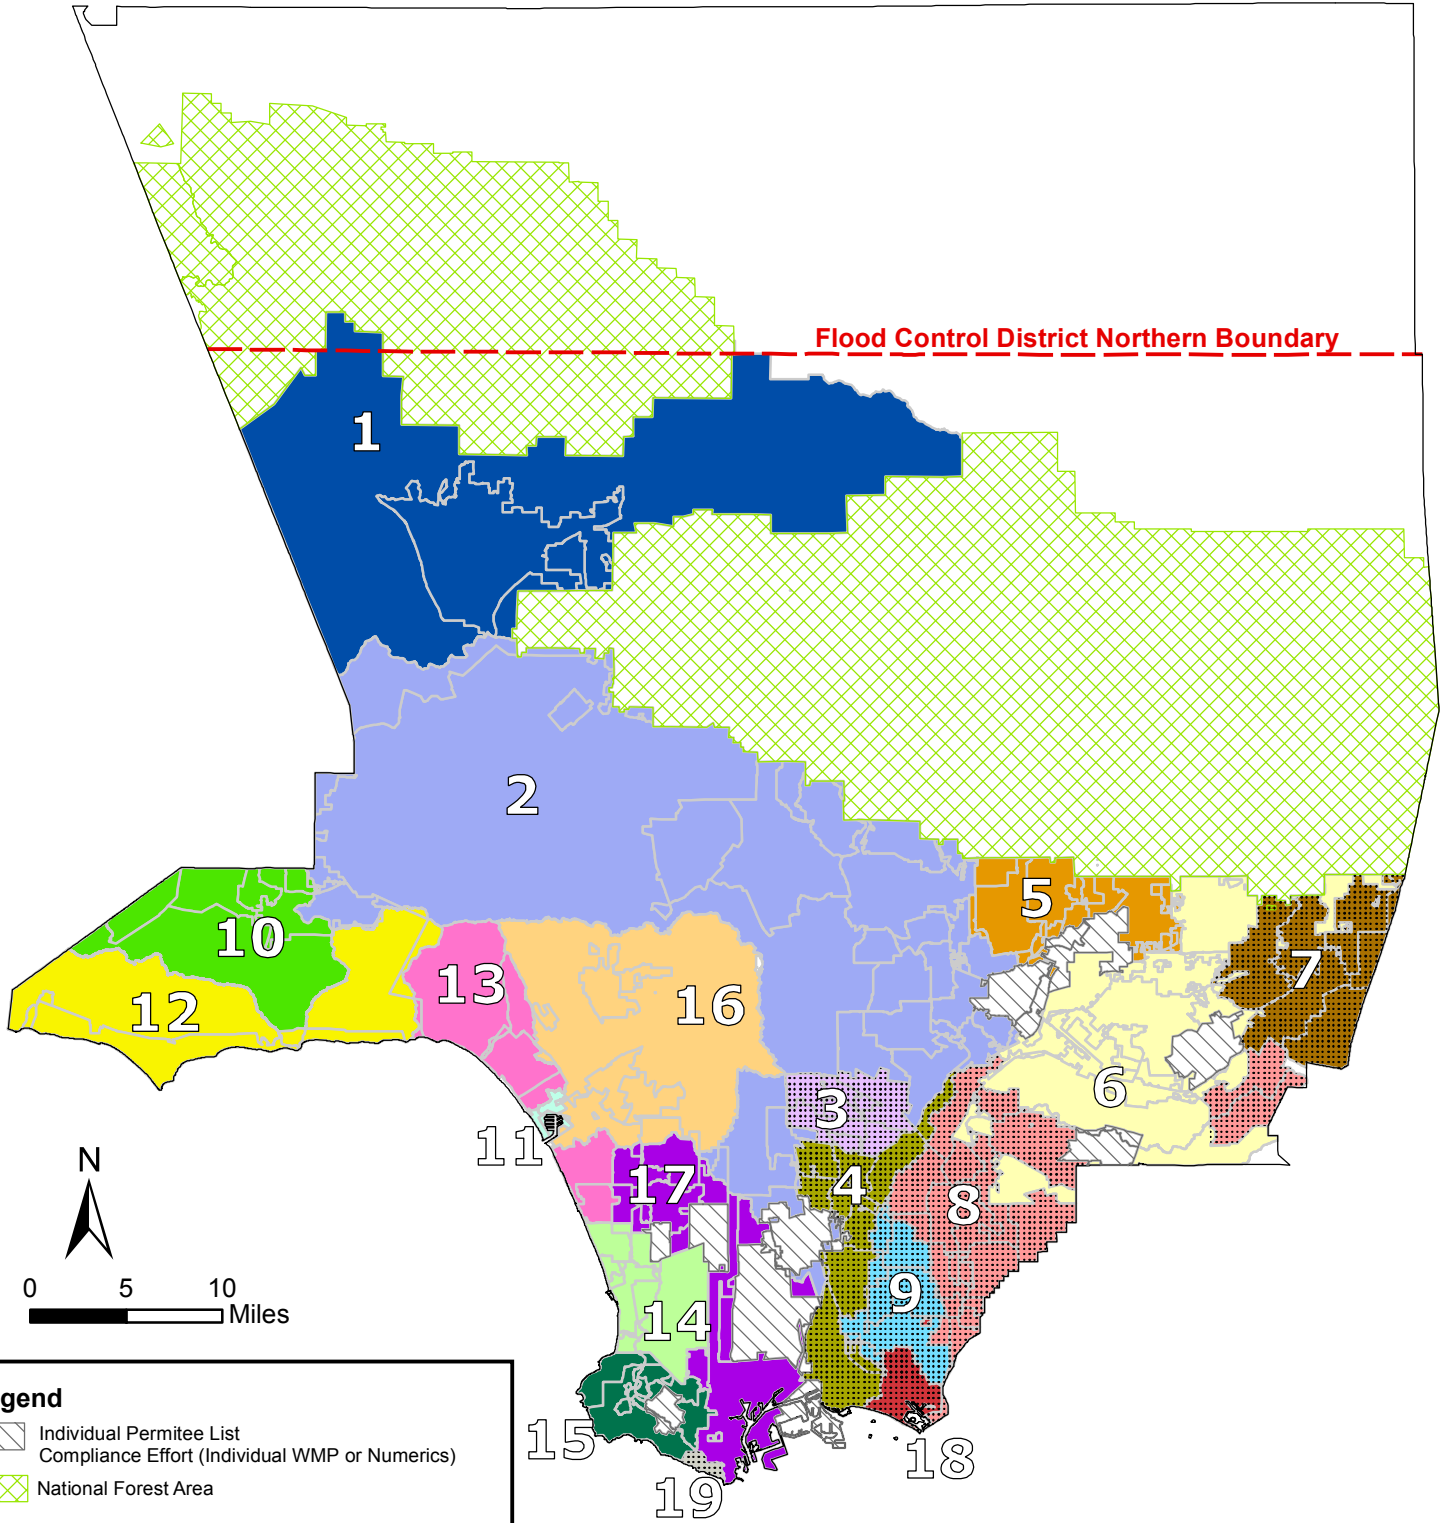 Flood Control District Northern Boundary
1
2
5
10
7
13
16
12
6
3
11
4
17
8
9
14
15
18
19
N
0 5 10
Miles
gend
Individual Permitee List
Compliance Effort (Individual WMP or Numerics)
National Forest Area